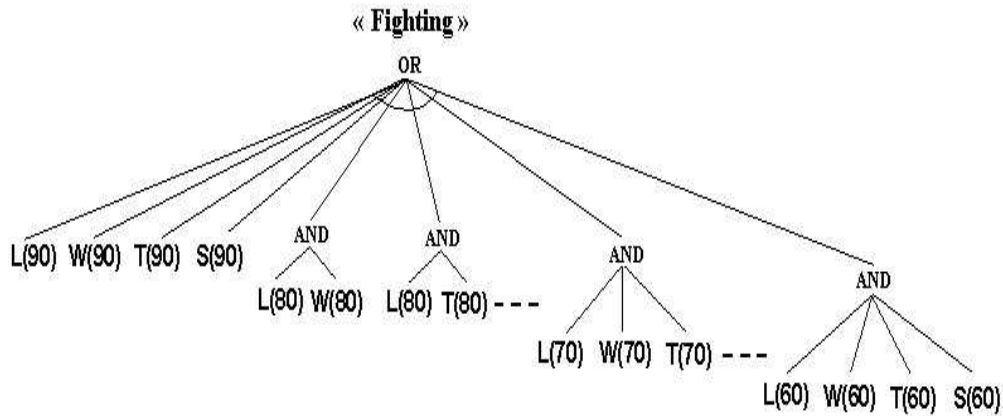 « Fighting »
OR
L(90) W(90) T(90) S(90)
AND AND AND AND
L(80) W(80) L(80) T(80) - - -
L(70) W(70) T(70) - - -
L(60) W(60) T(60) S(60)